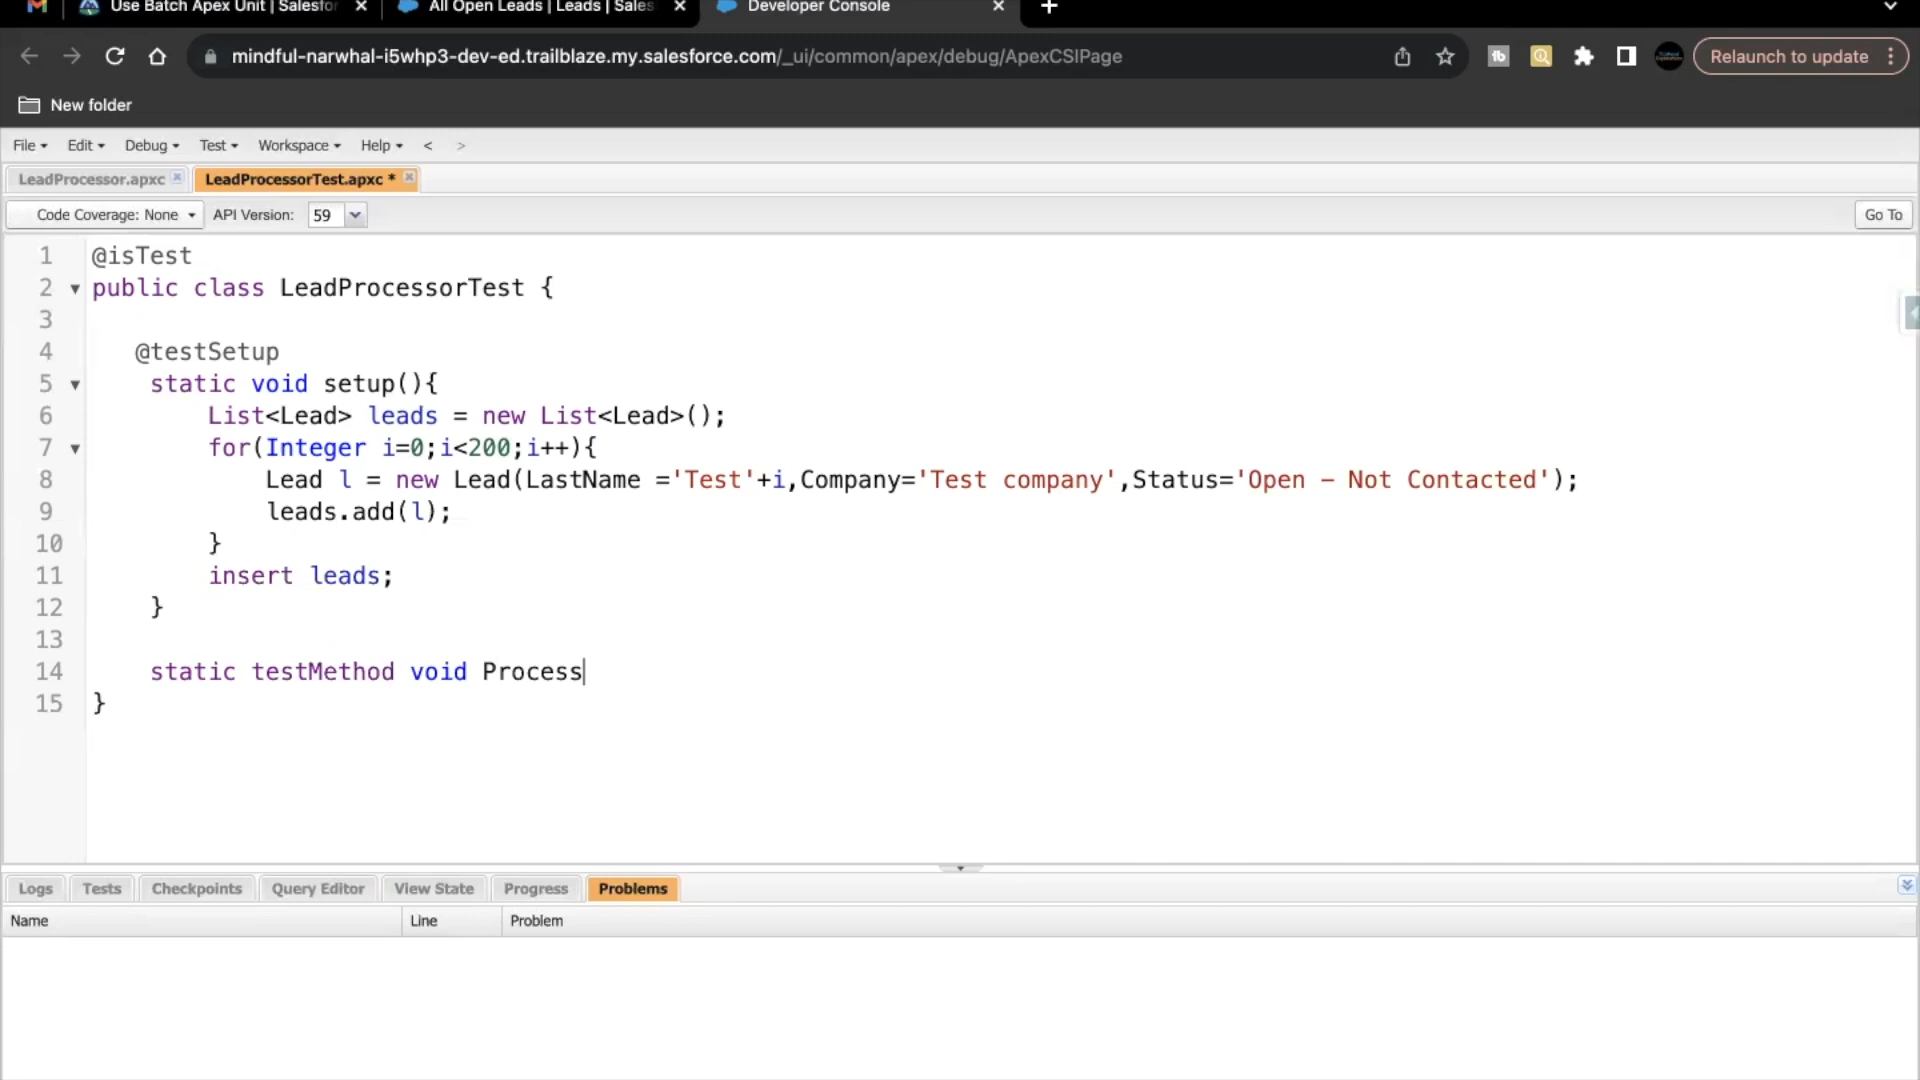 Use Batch Apex Unit | Salesfor
All Open Leads | Leads | Sales
Developer Console
mindful-narwhal-i5whp3-dev-ed.trailblaze.my.salesforce.com/_ui/common/apex/debug/ApexCSIPage
Relaunch to update
New folder
File Edit Debug Test Workspace Help < >
LeadProcessor.apxc
LeadProcessorTest.apxc *
Code Coverage: None API Version: 59 Go To
1 @isTest
2 public class LeadProcessorTest {
3
4 @testSetup
5 static void setup(){
6 List<Lead> leads = new List<Lead>();
7 for(Integer i=0;i<200;i++){
8 Lead l = new Lead(LastName ='Test'+i,Company='Test company',Status='Open - Not Contacted');
9 leads.add(l);
10 }
11 insert leads;
12 }
13
14 static testMethod void Process
15 }
Logs Tests Checkpoints Query Editor View State Progress Problems
Name Line Problem